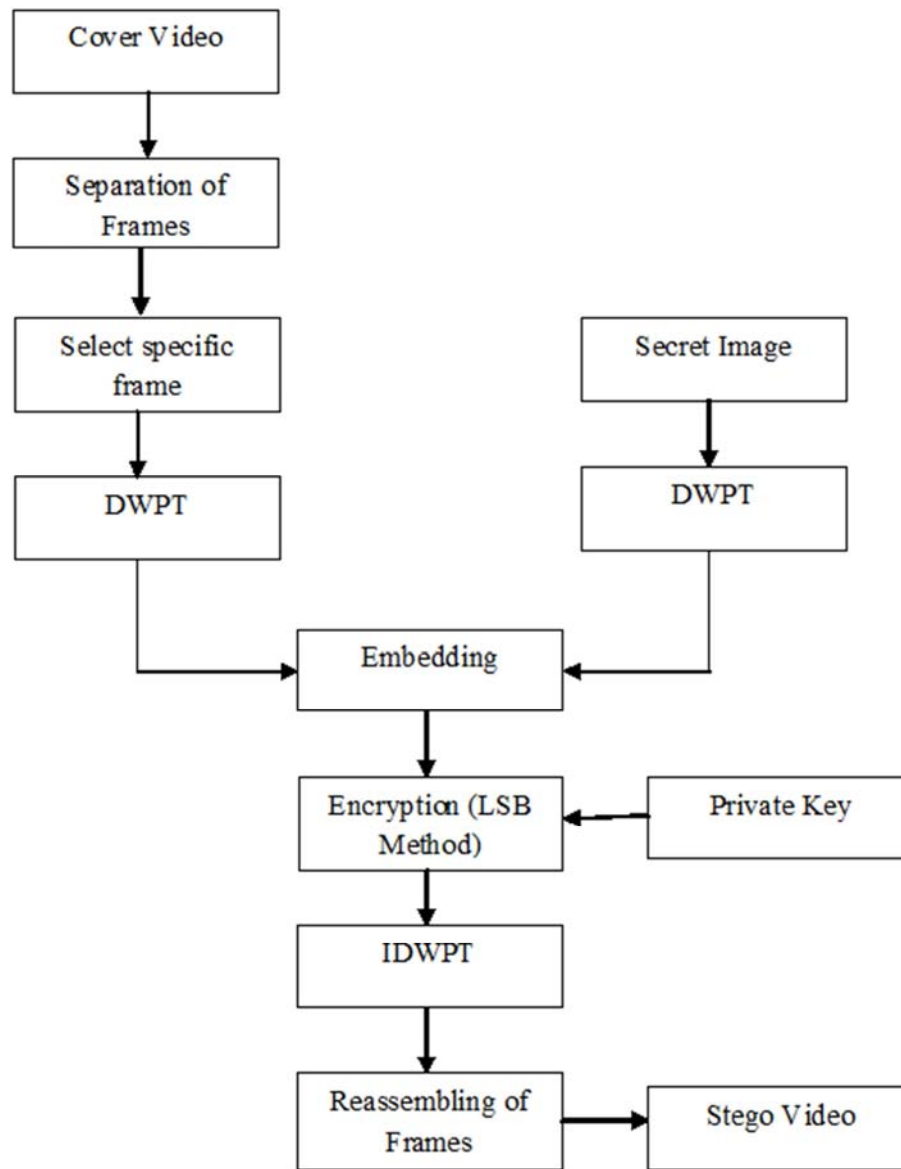 Cover Video
Separation of
Frames
Select specific
frame
Secret Image
DWPT
DWPT
Embedding
Encryption (LSB
Method)
Private Key
IDWPT
Reassembling of
Frames
Stego Video